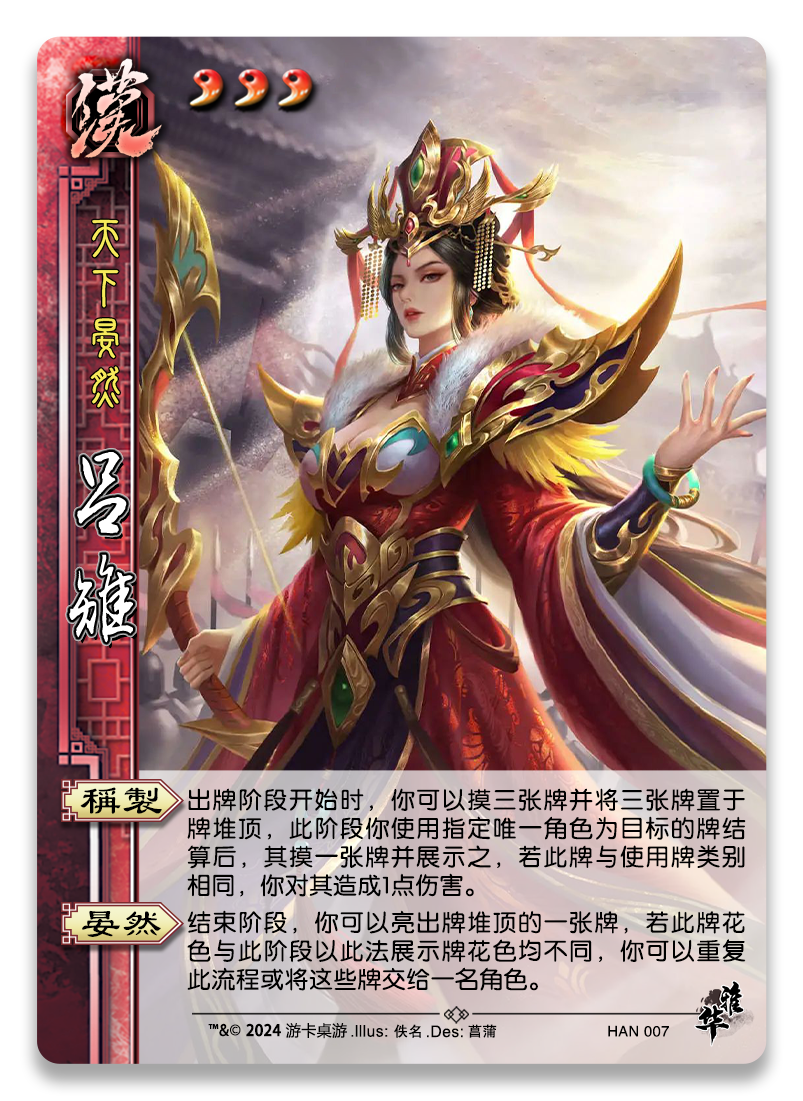 漢
天下晏然
呂雉
稱製
出牌阶段开始时，你可以摸三张牌并将三张牌置于
牌堆顶，此阶段你使用指定唯一角色为目标的牌结
算后，其摸一张牌并展示之，若此牌与使用牌类别
相同，你对其造成1点伤害。
晏然
结束阶段，你可以亮出牌堆顶的一张牌，若此牌花
色与此阶段以此法展示牌花色均不同，你可以重复
此流程或将这些牌交给一名角色。
™&© 2024 游卡桌游.Illus: 佚名.Des: 菖蒲
HAN 007